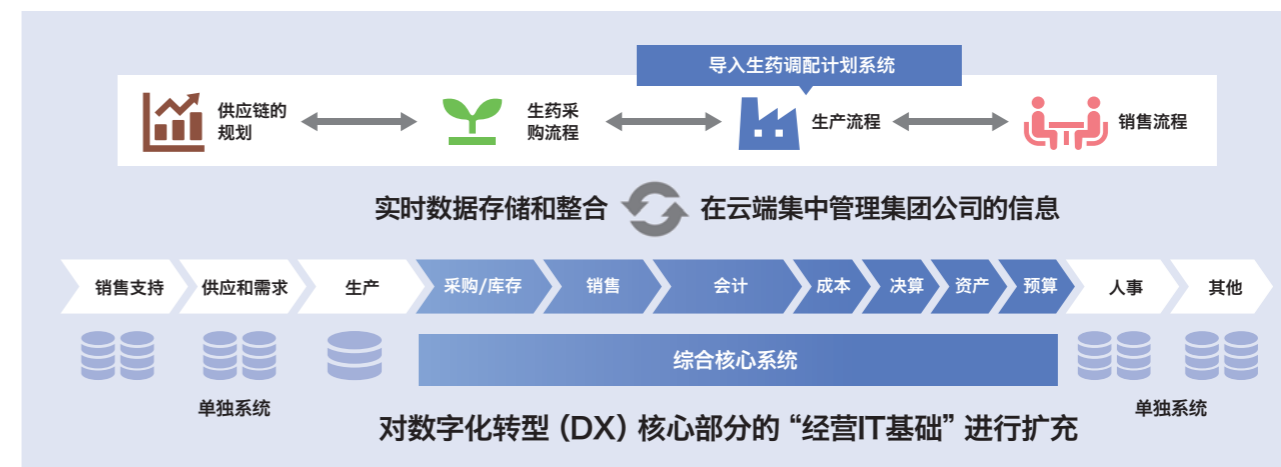 导入生药调配计划系统
供应链的
规划
生药采
购流程
生产流程
销售流程
实时数据存储和整合
在云端集中管理集团公司的信息
销售支持
供应和需求
生产
采购/库存
销售
会计
成本
决算
资产
预算
人事
其他
综合核心系统
单独系统
单独系统
对数字化转型（DX）核心部分的“经营IT基础”进行扩充